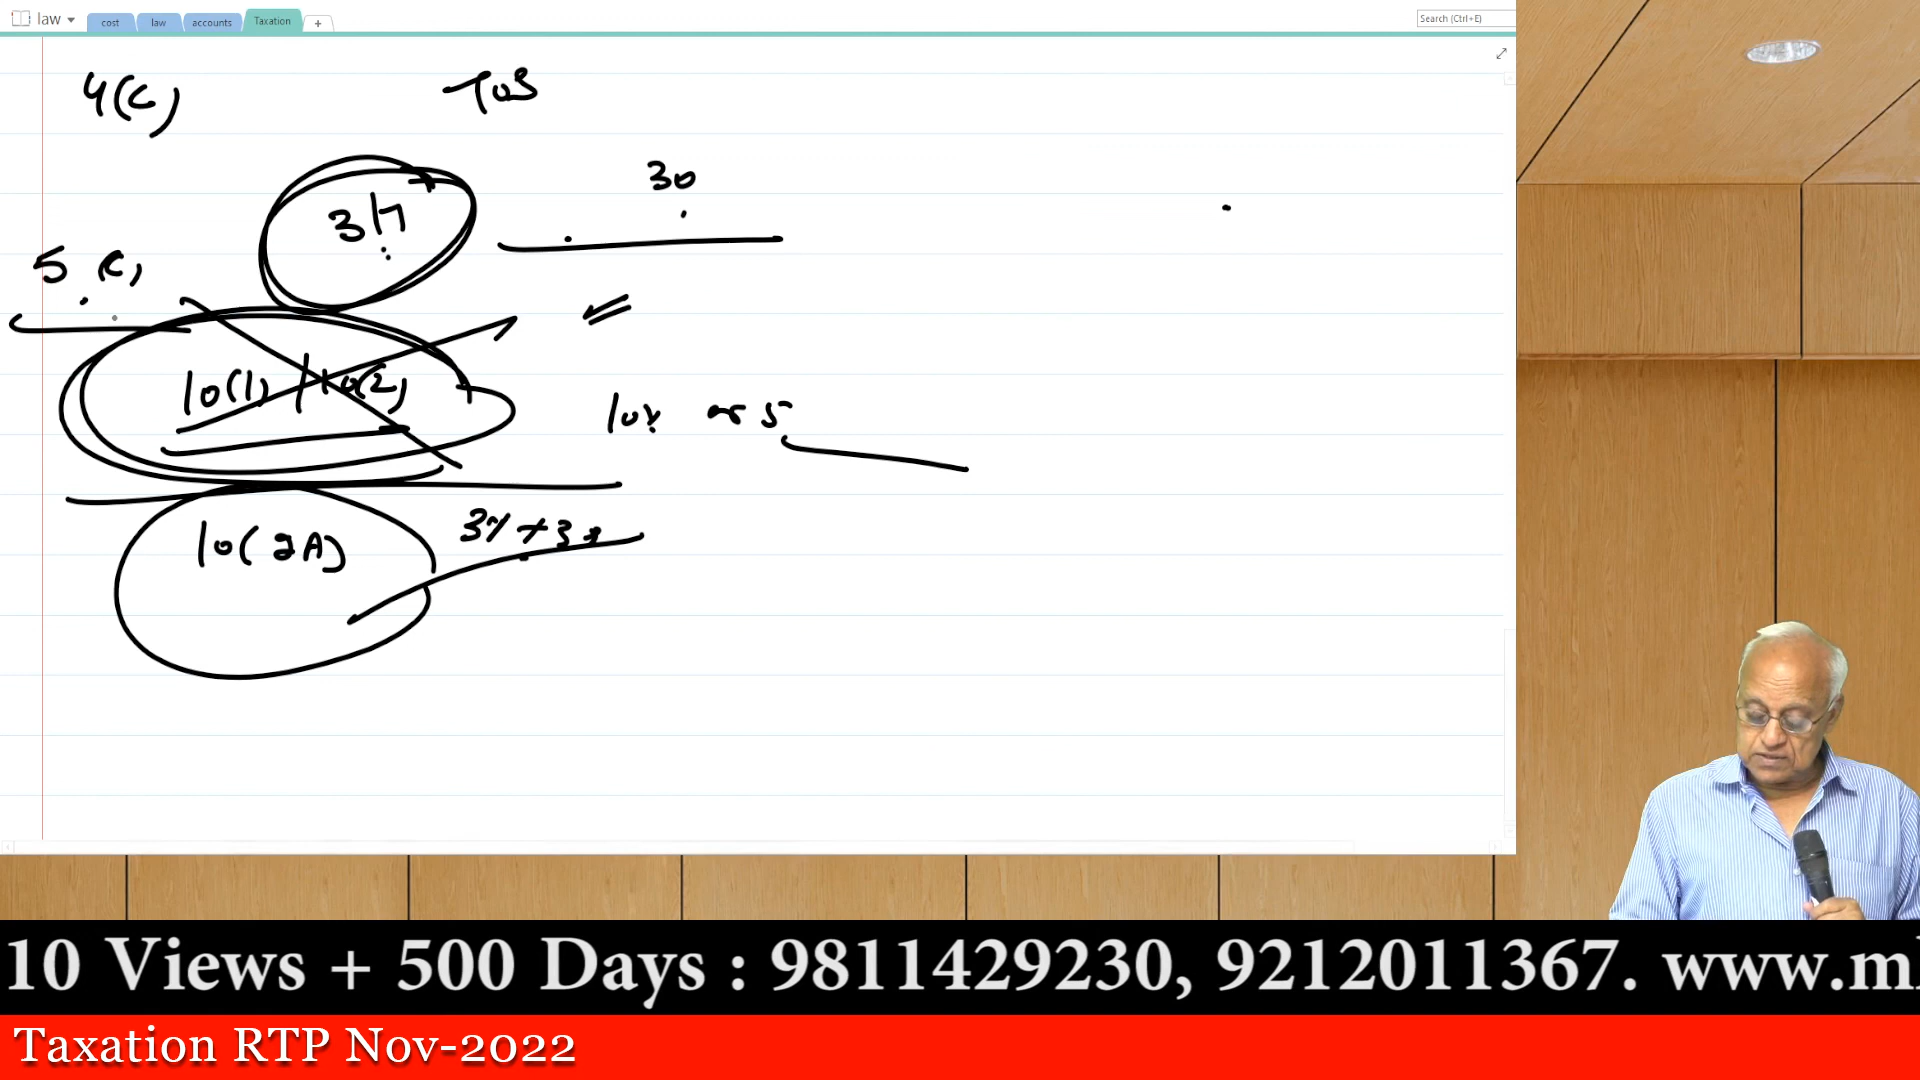 law
cost law accounts Taxation +
Search (Ctrl+E)
4(C) TOS
30
3/7
5 (C)
10(1) / 10(2)
10% or 5
10(2A) 3% + 3%
10 Views + 500 Days : 9811429230, 9212011367. www.m
Taxation RTP Nov-2022